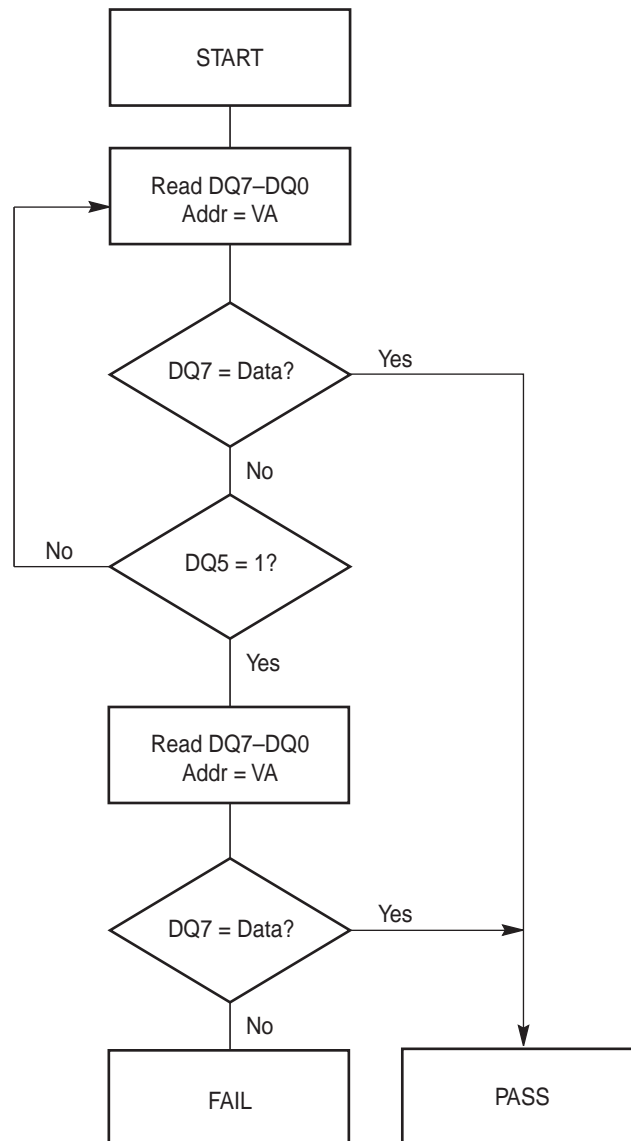 START
Read DQ7–DQ0
Addr = VA
DQ7 = Data?
Yes
No
No
DQ5 = 1?
Yes
Read DQ7–DQ0
Addr = VA
DQ7 = Data?
Yes
No
FAIL
PASS